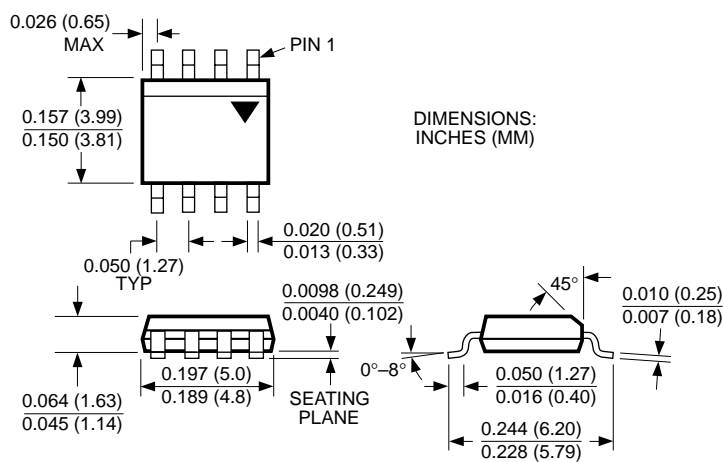 0.026 (0.65)
MAX
PIN 1
0.157 (3.99)
0.150 (3.81)
DIMENSIONS:
INCHES (MM)
0.020 (0.51)
0.013 (0.33)
0.050 (1.27)
TYP
0.0098 (0.249)
0.0040 (0.102)
45°
0.010 (0.25)
0.007 (0.18)
0°–8°
0.197 (5.0)
0.189 (4.8)
SEATING
PLANE
0.050 (1.27)
0.016 (0.40)
0.064 (1.63)
0.045 (1.14)
0.244 (6.20)
0.228 (5.79)